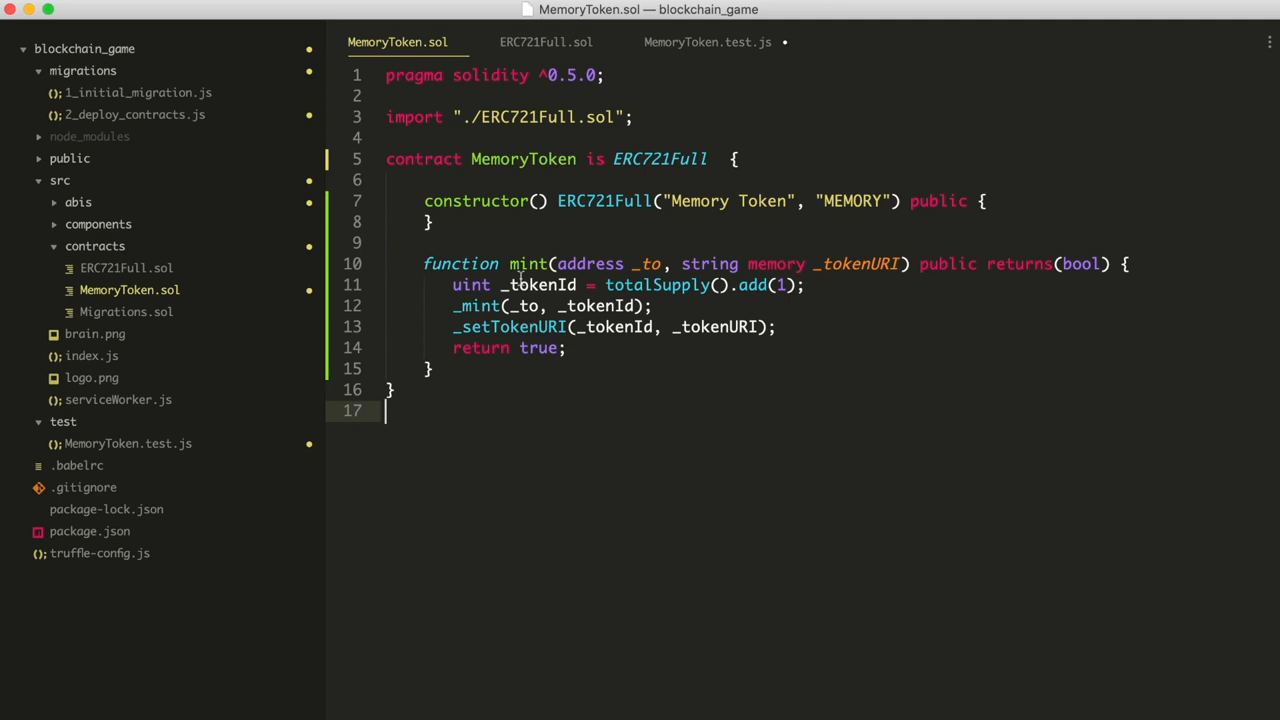 MemoryToken.sol — blockchain_game
blockchain_game
migrations
1_initial_migration.js
2_deploy_contracts.js
node_modules
public
src
abis
components
contracts
ERC721Full.sol
MemoryToken.sol
Migrations.sol
brain.png
index.js
logo.png
serviceWorker.js
test
MemoryToken.test.js
.babelrc
.gitignore
package-lock.json
package.json
truffle-config.js
MemoryToken.sol ERC721Full.sol MemoryToken.test.js
1 pragma solidity ^0.5.0;
2
3 import "./ERC721Full.sol";
4
5 contract MemoryToken is ERC721Full {
6
7 constructor() ERC721Full("Memory Token", "MEMORY") public {
8 }
9
10 function mint(address _to, string memory _tokenURI) public returns(bool) {
11 uint _tokenId = totalSupply().add(1);
12 _mint(_to, _tokenId);
13 _setTokenURI(_tokenId, _tokenURI);
14 return true;
15 }
16 }
17